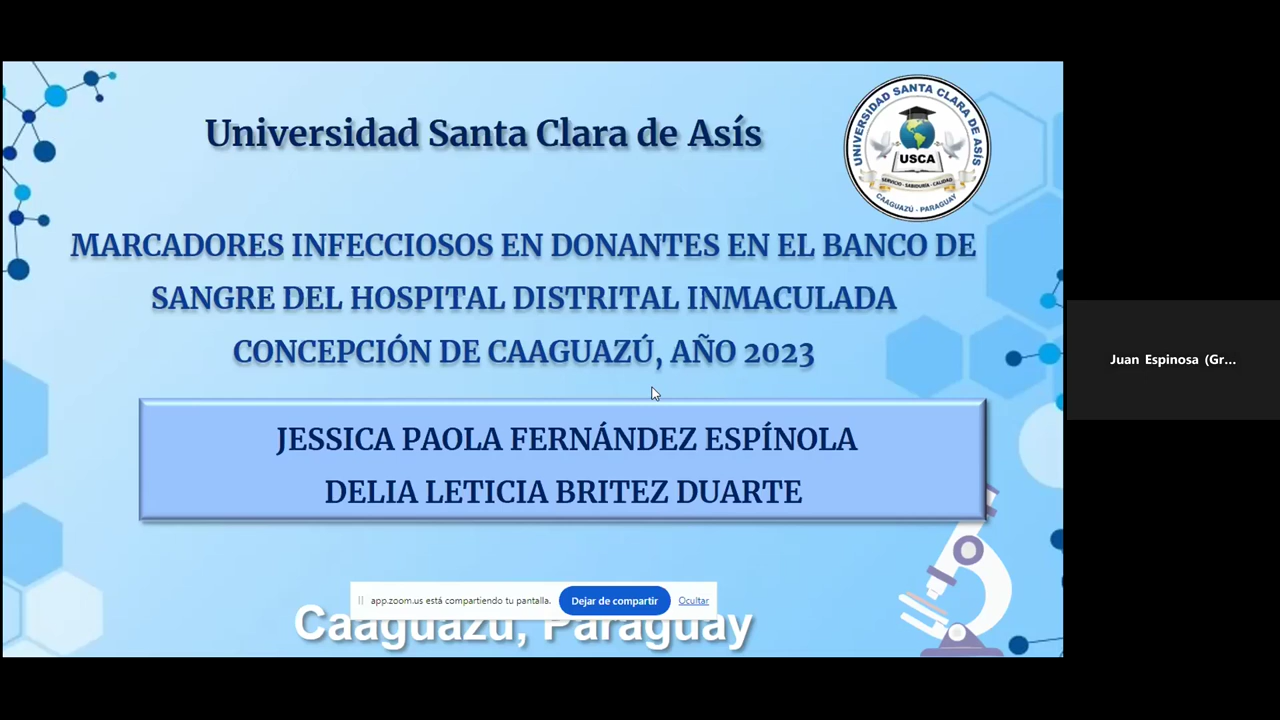 Universidad Santa Clara de Asís
UNIVERSIDAD SANTA CLARA DE ASÍS
USCA
SERVICIO - SABIDURÍA - CALIDAD
CAAGUAZÚ - PARAGUAY
MARCADORES INFECCIOSOS EN DONANTES EN EL BANCO DE
SANGRE DEL HOSPITAL DISTRITAL INMACULADA
CONCEPCIÓN DE CAAGUAZÚ, AÑO 2023
Juan Espinosa (Gr...
JESSICA PAOLA FERNÁNDEZ ESPÍNOLA
DELIA LETICIA BRITEZ DUARTE
app.zoom.us está compartiendo tu pantalla.
Dejar de compartir
Ocultar
Caaguazú, Paraguay